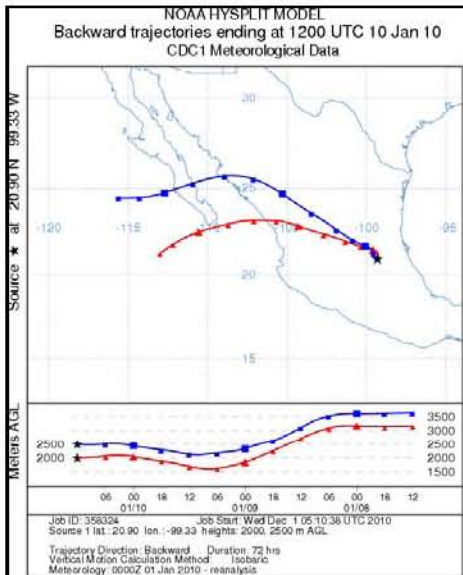 NOAA HYSPLIT MODEL
Backward trajectories ending at 1200 UTC 10 Jan 10
CDC1 Meteorological Data
Source ★ at 20.90 N 99.33 W
30
25
-120 -115 -110 -105 -100 -95
20
15
Meters AGL
2500
2000
3500
3000
2500
2000
1500
06 00 18 12 06 00 18 12 06 00 18 12
01/10 01/09 01/08
Job ID: 358324 Job Start: Wed Dec 1 05:10:38 UTC 2010
Source 1 lat.: 20.90 lon.: -99.33 heights: 2000, 2500 m AGL
Trajectory Direction: Backward Duration: 72 hrs
Vertical Motion Calculation Method: Isobaric
Meteorology: 0000Z 01 Jan 2010 - reanalysis